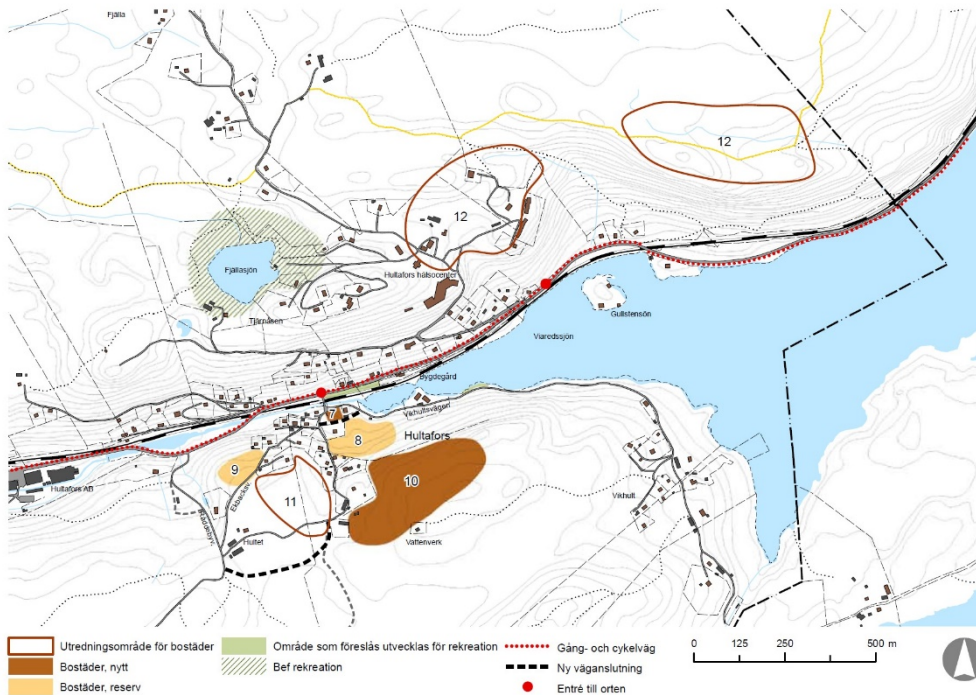 Fjälla
12
12
Fjällasjön
Hultafors hälsocenter
Gullstensön
Tjärnåsen
Viaredssjön
Bygdegård
7
Vikhultsvägen
Hultafors
8
9
10
Hultafors AB
Ekbacksv.
11
Vikhult
Hultet
Vattenverk
Utredningsområde för bostäder
Område som föreslås utvecklas för rekreation
Gång- och cykelväg
0 125 250 500 m
Bostäder, nytt
Bef rekreation
Ny väganslutning
Bostäder, reserv
Entré till orten